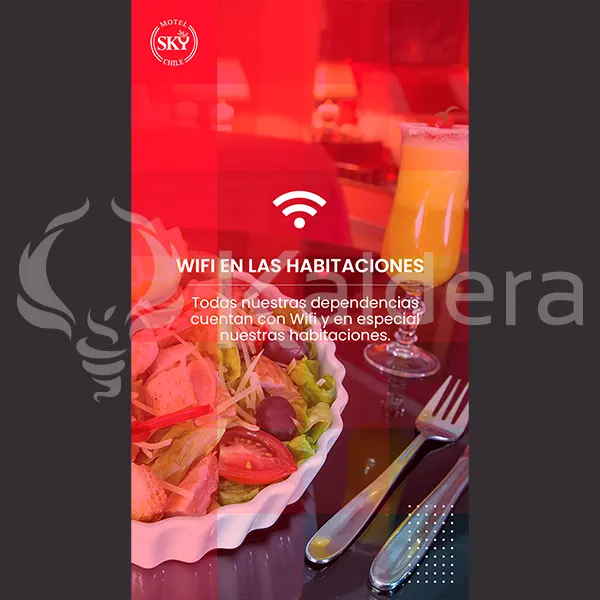 MOTEL
SKY
CHILE
WIFI EN LAS HABITACIONES
Kaldera
Todas nuestras dependencias
cuentan con Wifi y en especial
nuestras habitaciones.